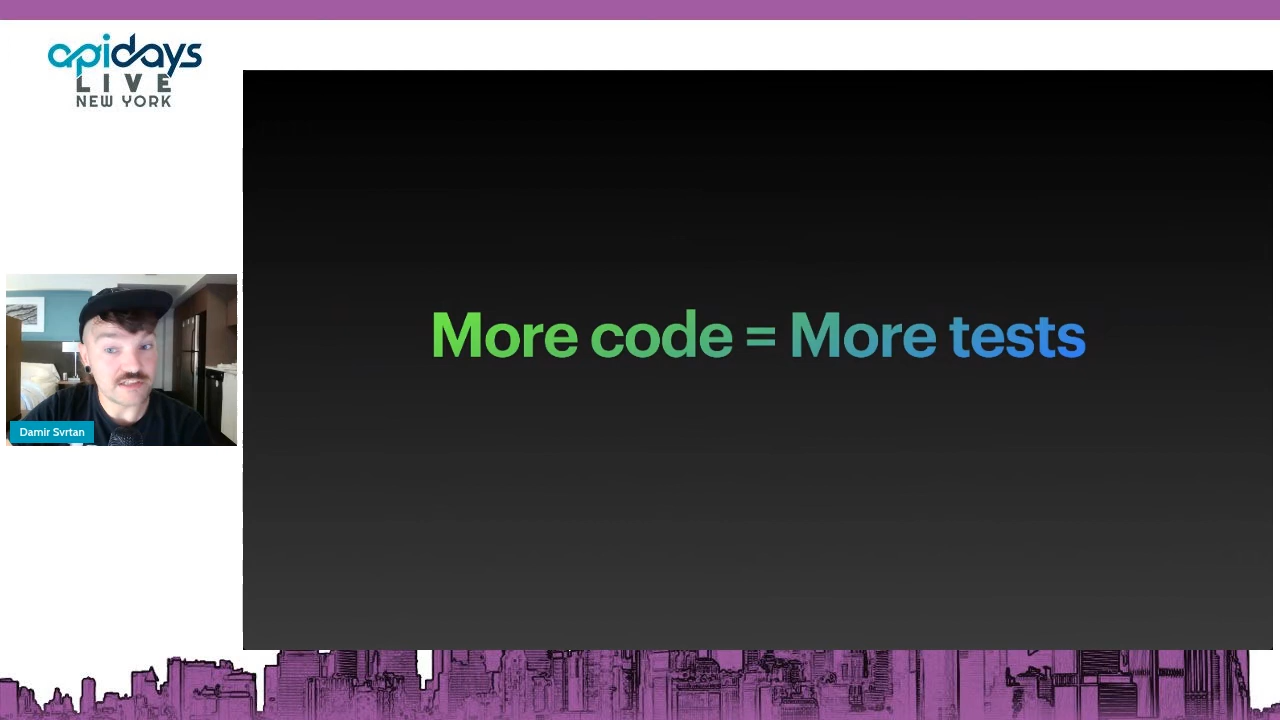 apidays
LIVE
NEW YORK
More code = More tests
Damir Svrtan